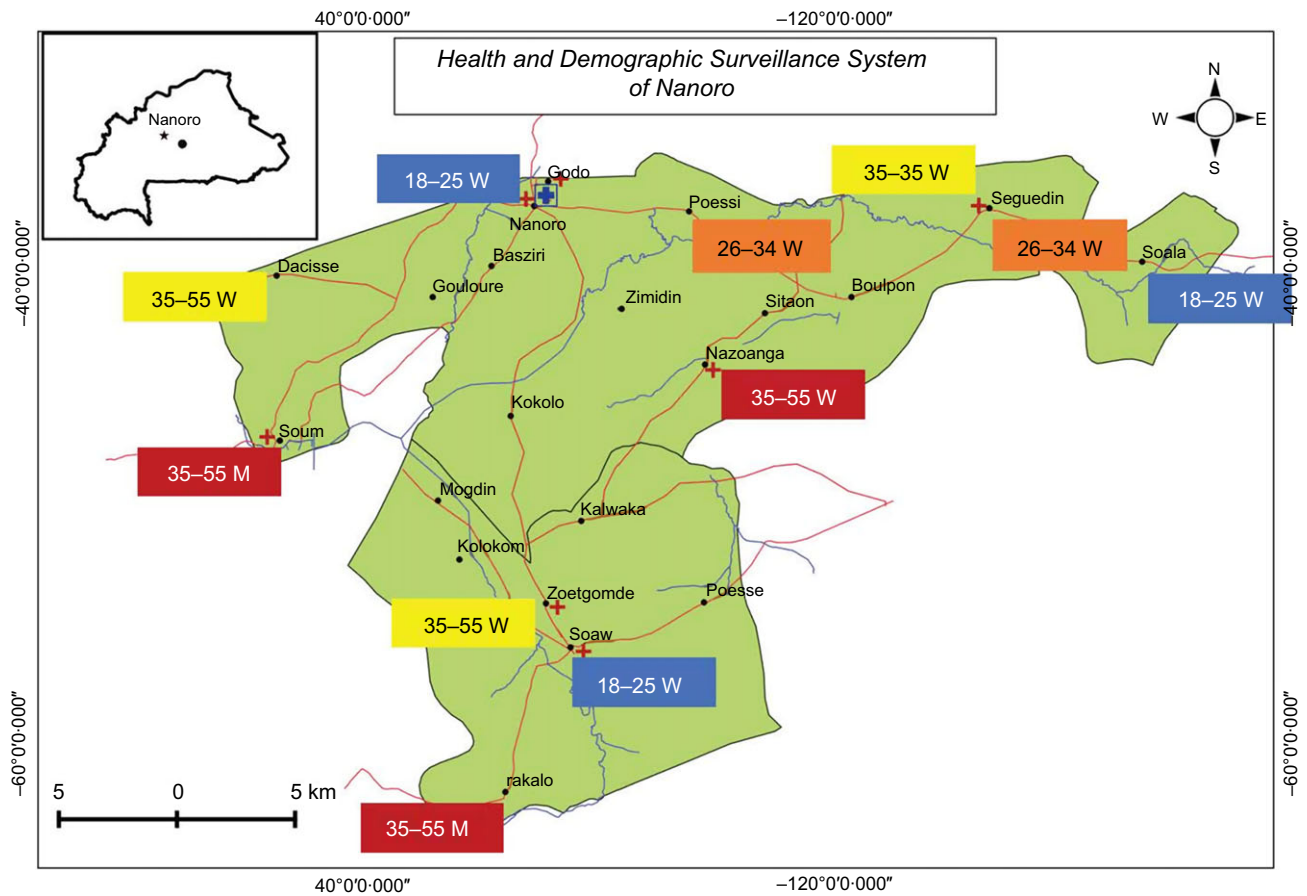 40°0′0·000″
–120°0′0·000″
Health and Demographic Surveillance System
of Nanoro
Nanoro
N
W
E
S
18–25 W
Godo
35–35 W
Nanoro
Poessi
Seguedin
26–34 W
26–34 W
Basziri
Soala
Dacisse
35–55 W
Gouloure
Zimidin
Sitaon
Boulpon
18–25 W
–40°0′0·000″
–40°0′0·000″
Nazoanga
35–55 W
Kokolo
Soum
35–55 M
Mogdin
Kalwaka
Kolokom
Zoetgomde
Poesse
35–55 W
Soaw
18–25 W
–60°0′0·000″
–60°0′0·000″
rakalo
5
0
5 km
35–55 M
40°0′0·000″
–120°0′0·000″